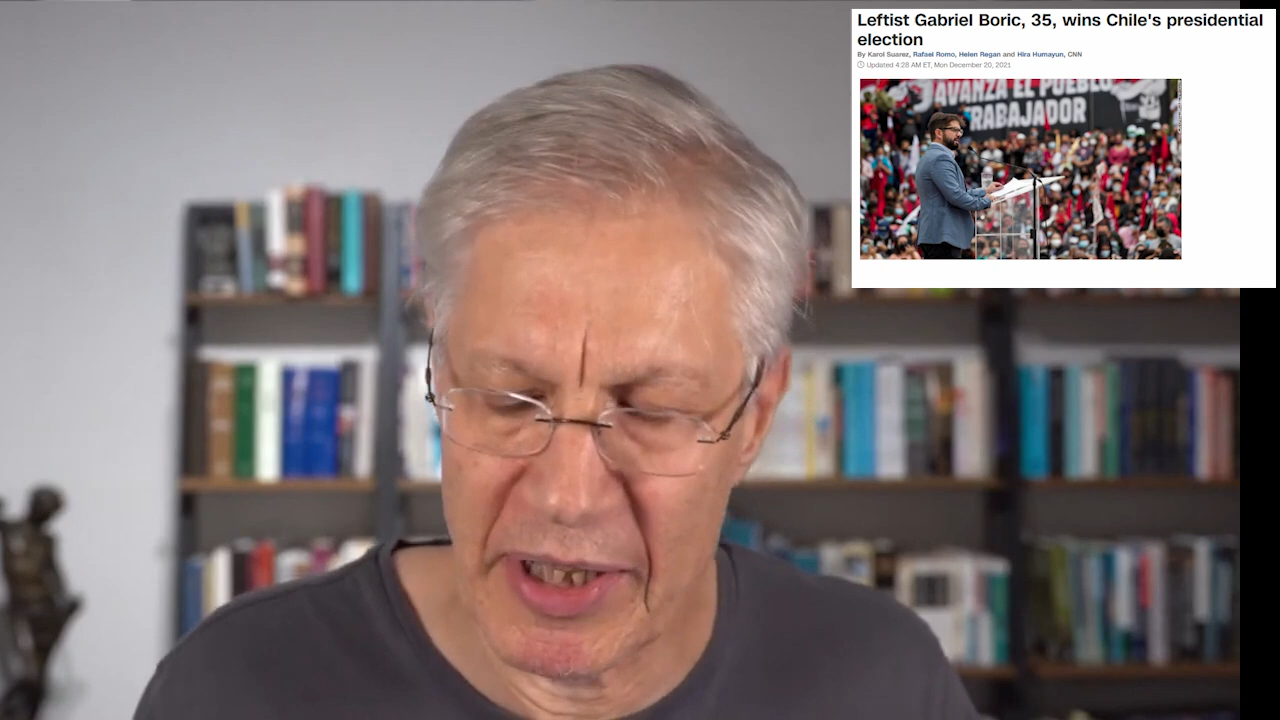 Leftist Gabriel Boric, 35, wins Chile's presidential
election
By Karol Suarez, Rafael Romo, Helen Regan and Hira Humayun, CNN
Updated 4:28 AM ET, Mon December 20, 2021
AVANZA EL PUEBLO
TRABAJADOR